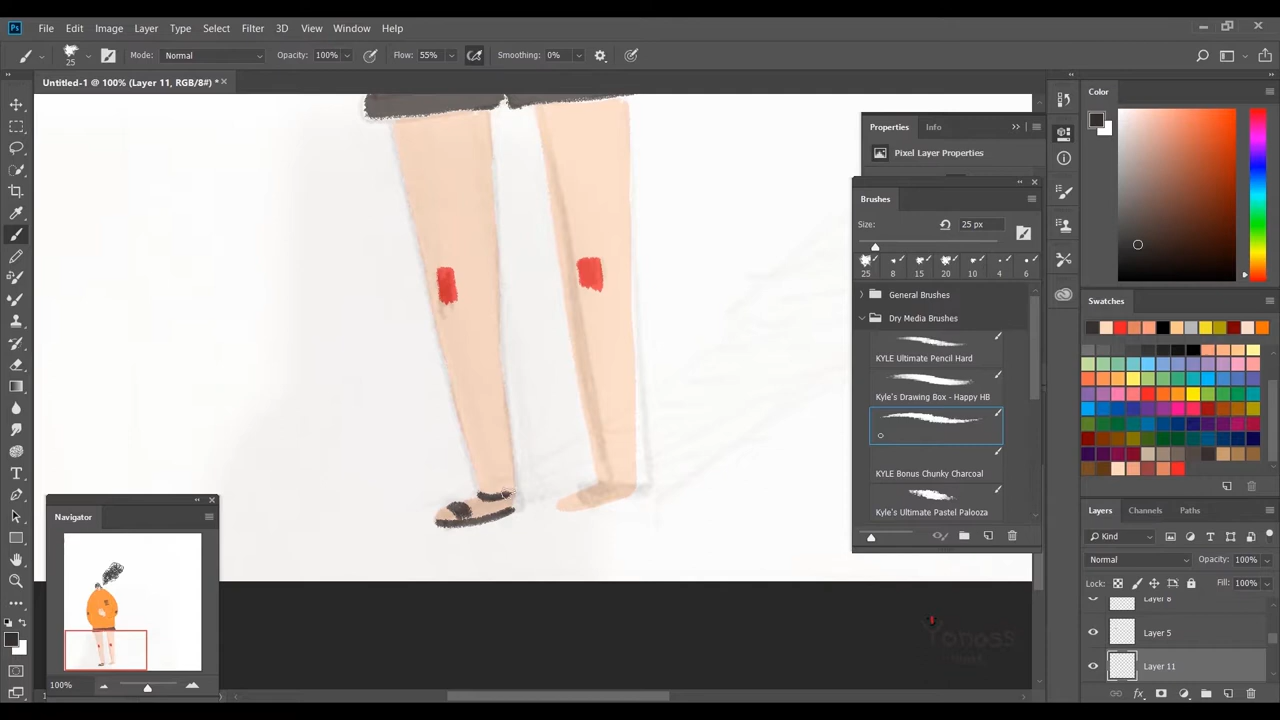 Ps File Edit Image Layer Type Select Filter 3D View Window Help
25 Mode: Normal Opacity: 100% Flow: 55% Smoothing: 0%
Untitled-1 @ 100% (Layer 11, RGB/8#) *
Color
Properties Info
Pixel Layer Properties
Brushes
Size: 25 px
25 8 15 20 10 4 6
General Brushes
Dry Media Brushes
KYLE Ultimate Pencil Hard
Kyle's Drawing Box - Happy HB
KYLE Bonus Chunky Charcoal
Kyle's Ultimate Pastel Palooza
Swatches
Navigator
100%
Layers Channels Paths
Kind
Normal Opacity: 100%
Lock: Fill: 100%
Layer 8
Layer 5
Layer 11
Yonoss
100%